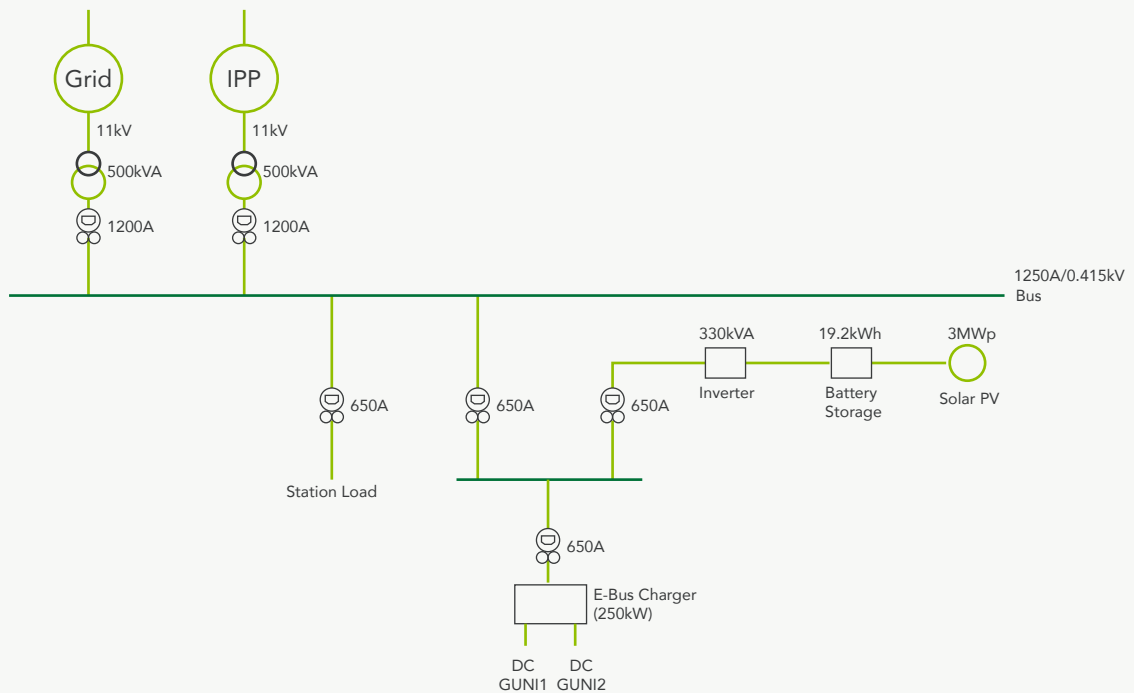 Grid
IPP
11kV
11kV
500kVA
500kVA
1200A
1200A
1250A/0.415kV
Bus
330kVA
19.2kWh
3MWp
Inverter
Battery
Storage
Solar PV
650A
650A
650A
Station Load
650A
E-Bus Charger
(250kW)
DC
GUNI1
DC
GUNI2